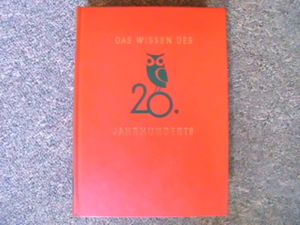 DAS WISSEN DES
20.
JAHRHUNDERTS